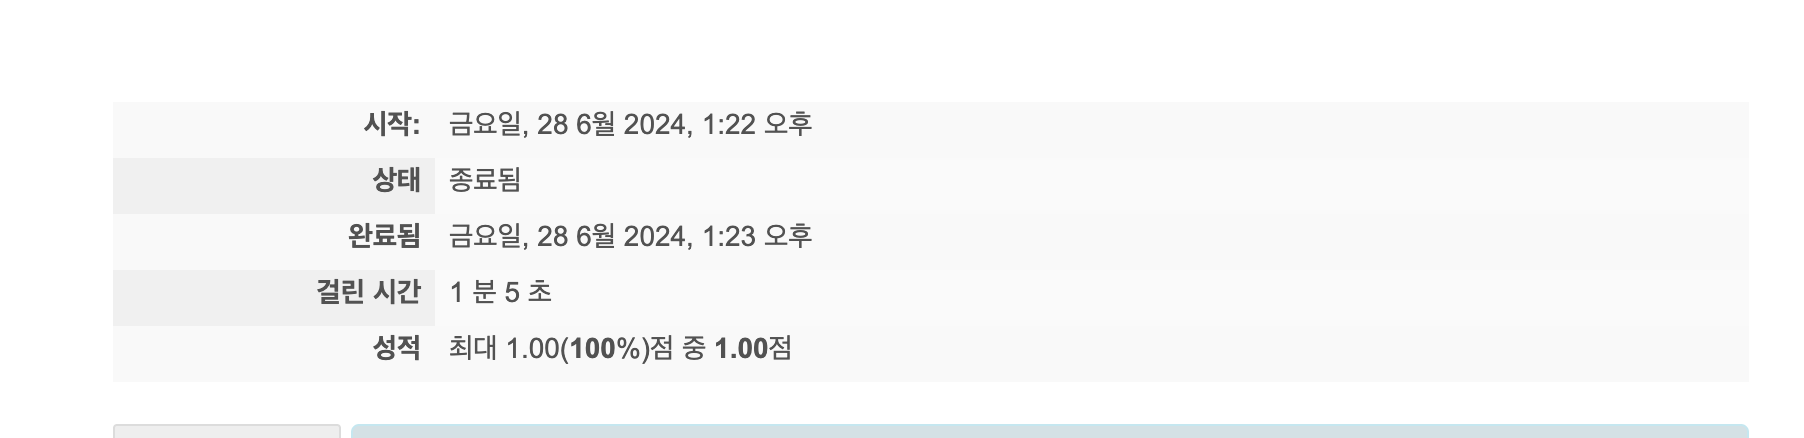 시작: 금요일, 28 6월 2024, 1:22 오후
상태 종료됨
완료됨 금요일, 28 6월 2024, 1:23 오후
걸린 시간 1 분 5 초
성적 최대 1.00(100%)점 중 1.00점